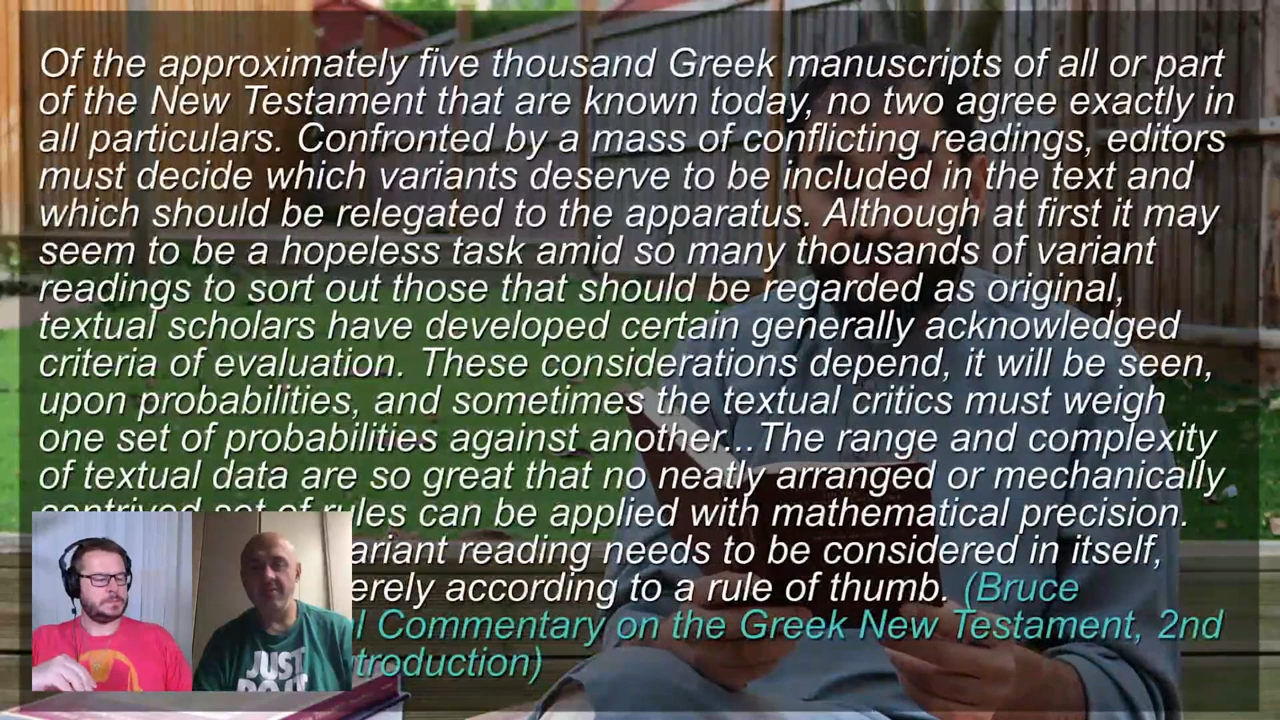 Of the approximately five thousand Greek manuscripts of all or part
of the New Testament that are known today, no two agree exactly in
all particulars. Confronted by a mass of conflicting readings, editors
must decide which variants deserve to be included in the text and
which should be relegated to the apparatus. Although at first it may
seem to be a hopeless task amid so many thousands of variant
readings to sort out those that should be regarded as original,
textual scholars have developed certain generally acknowledged
criteria of evaluation. These considerations depend, it will be seen,
upon probabilities, and sometimes the textual critics must weigh
one set of probabilities against another...The range and complexity
of textual data are so great that no neatly arranged or mechanically
contrived set of rules can be applied with mathematical precision.
ariant reading needs to be considered in itself,
erely according to a rule of thumb. (Bruce
l Commentary on the Greek New Testament, 2nd
troduction)
JUST
DO IT